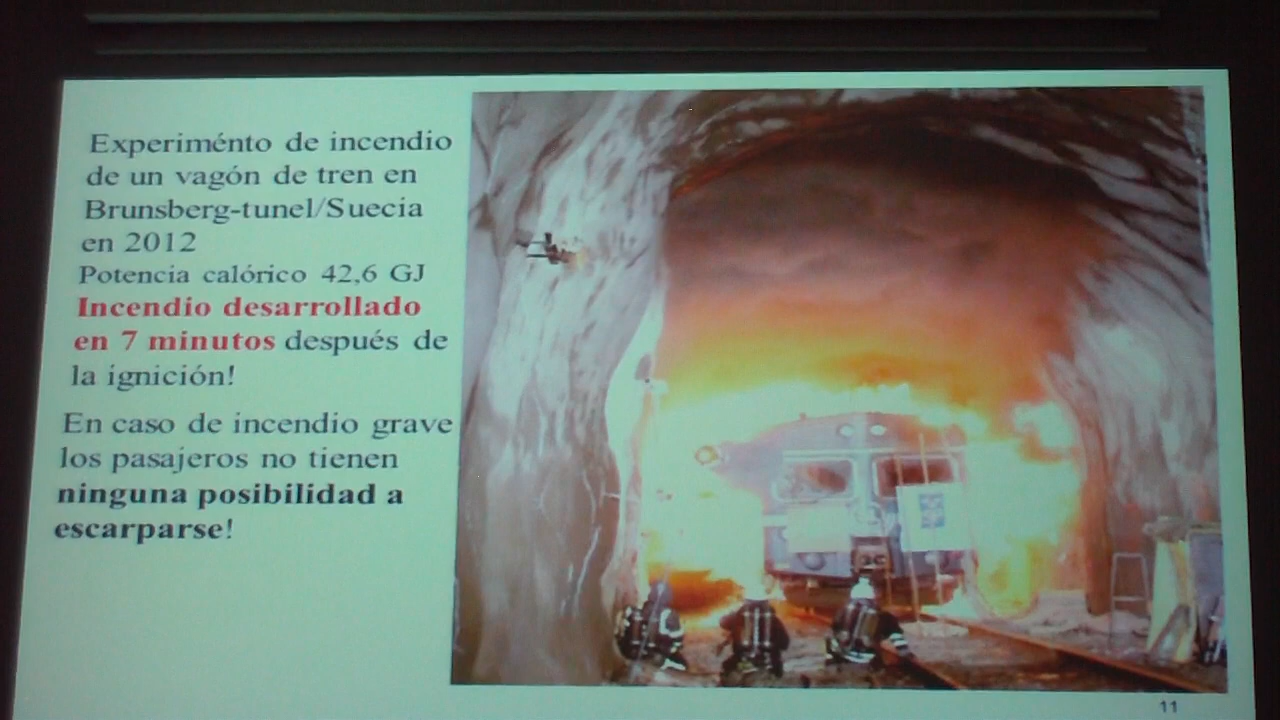 Experiménto de incendio
de un vagón de tren en
Brunsberg-tunel/Suecia
en 2012
Potencia calórico 42,6 GJ
Incendio desarrollado
en 7 minutos después de
la ignición!
En caso de incendio grave
los pasajeros no tienen
ninguna posibilidad a
escarparse!
11